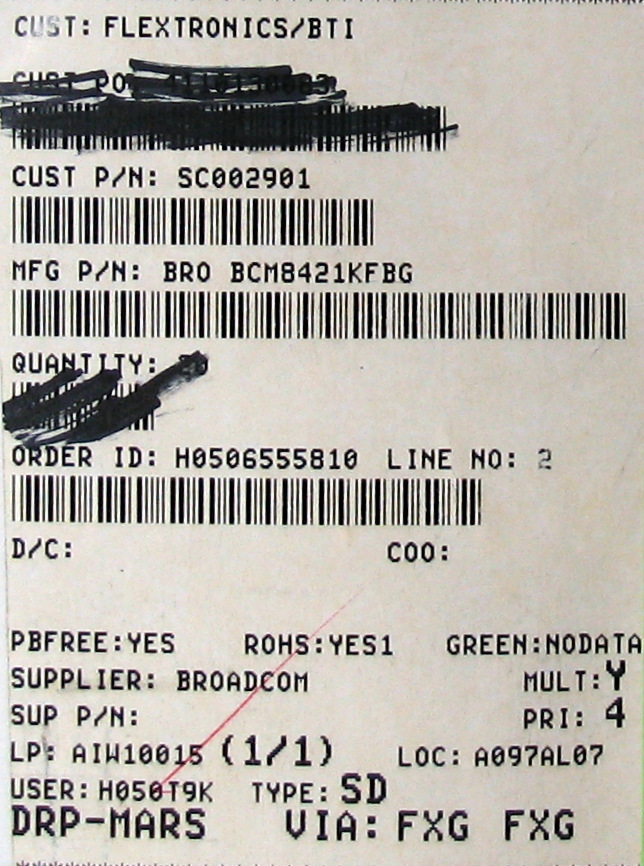 CUST: FLEXTRONICS/BTI
CUST PO:
CUST P/N: SC002901
MFG P/N: BRO BCM8421KFBG
QUANTITY:
ORDER ID: H0506555810 LINE NO: 2
D/C: COO:
PBFREE:YES ROHS:YES1 GREEN:NODATA
SUPPLIER: BROADCOM MULT:Y
SUP P/N: PRI: 4
LP: AIW10015 (1/1) LOC: A097AL07
USER: H050T9K TYPE: SD
DRP-MARS VIA: FXG FXG